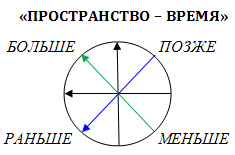 «ПРОСТРАНСТВО – ВРЕМЯ»
БОЛЬШЕ ПОЗЖЕ
РАНЬШЕ МЕНЬШЕ